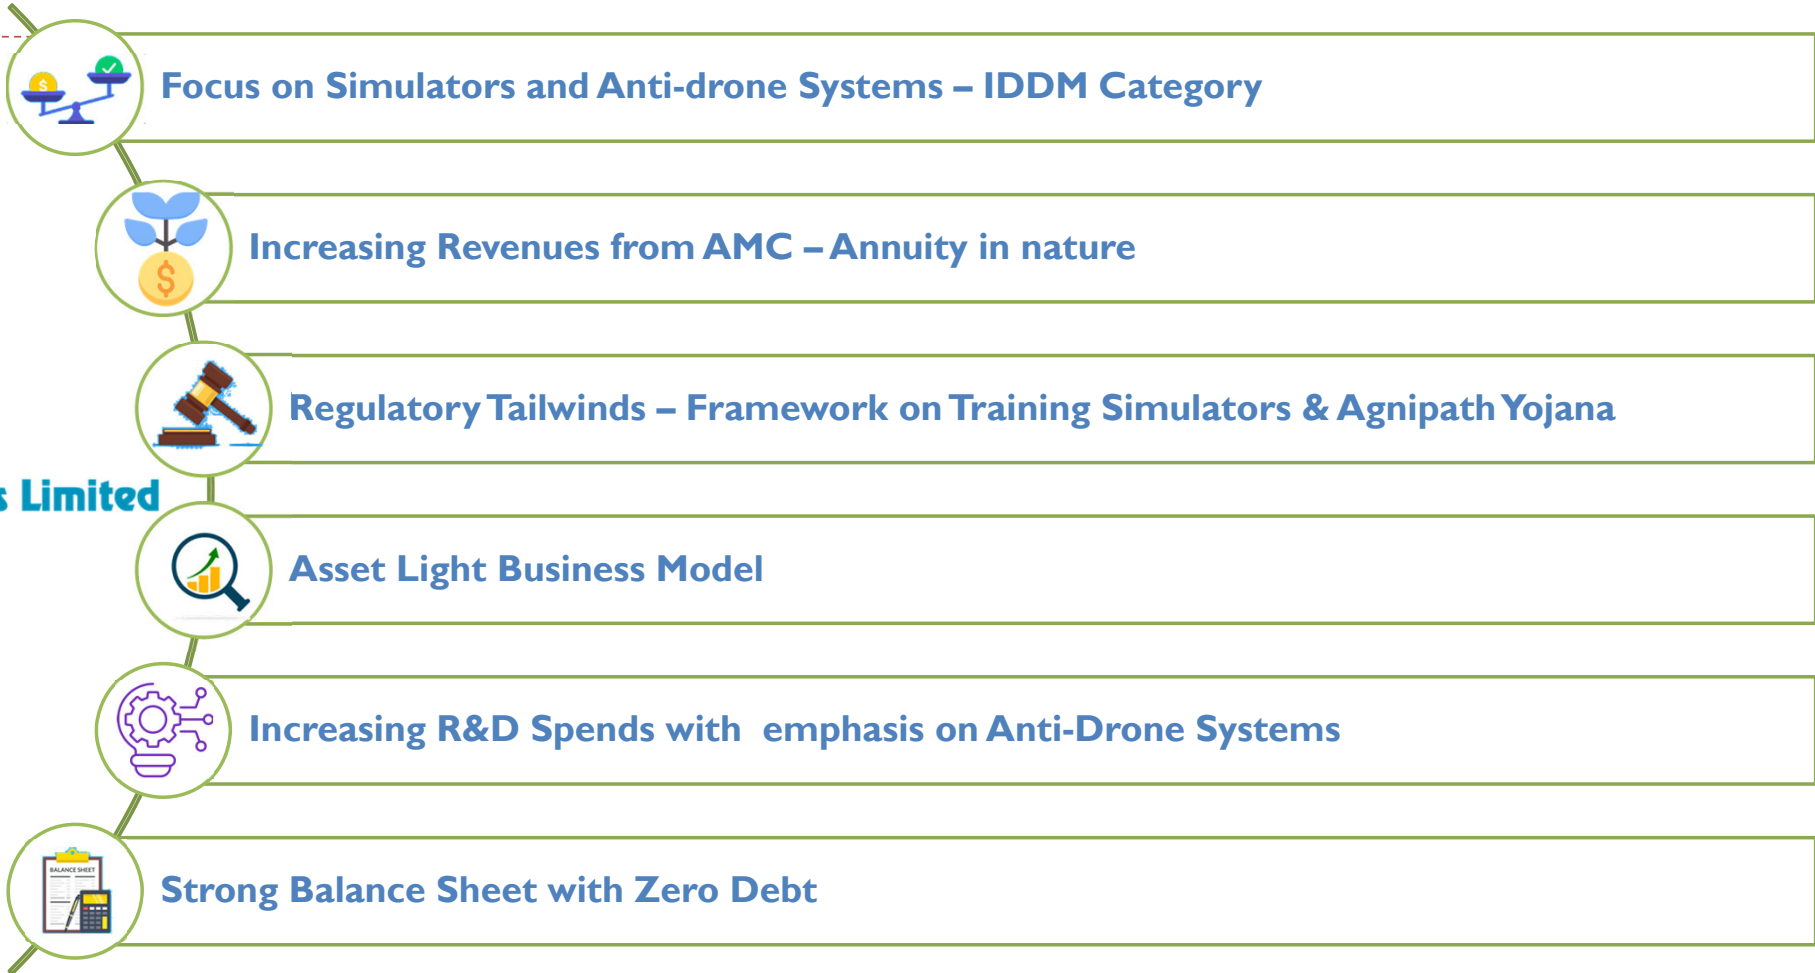 Focus on Simulators and Anti-drone Systems – IDDM Category
Increasing Revenues from AMC – Annuity in nature
Regulatory Tailwinds – Framework on Training Simulators & Agnipath Yojana
Limited
Asset Light Business Model
Increasing R&D Spends with emphasis on Anti-Drone Systems
BALANCE SHEET
Strong Balance Sheet with Zero Debt